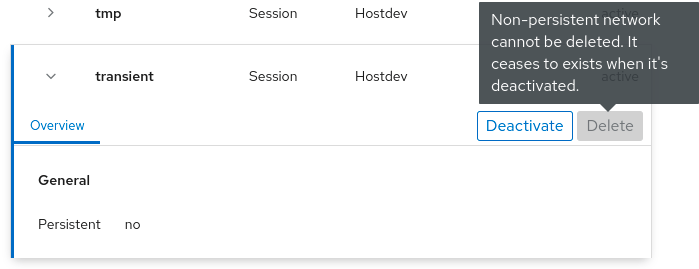 tmp Session Hostdev
Non-persistent network
cannot be deleted. It
ceases to exists when it's
deactivated.
transient Session Hostdev active
Overview Deactivate Delete
General
Persistent no